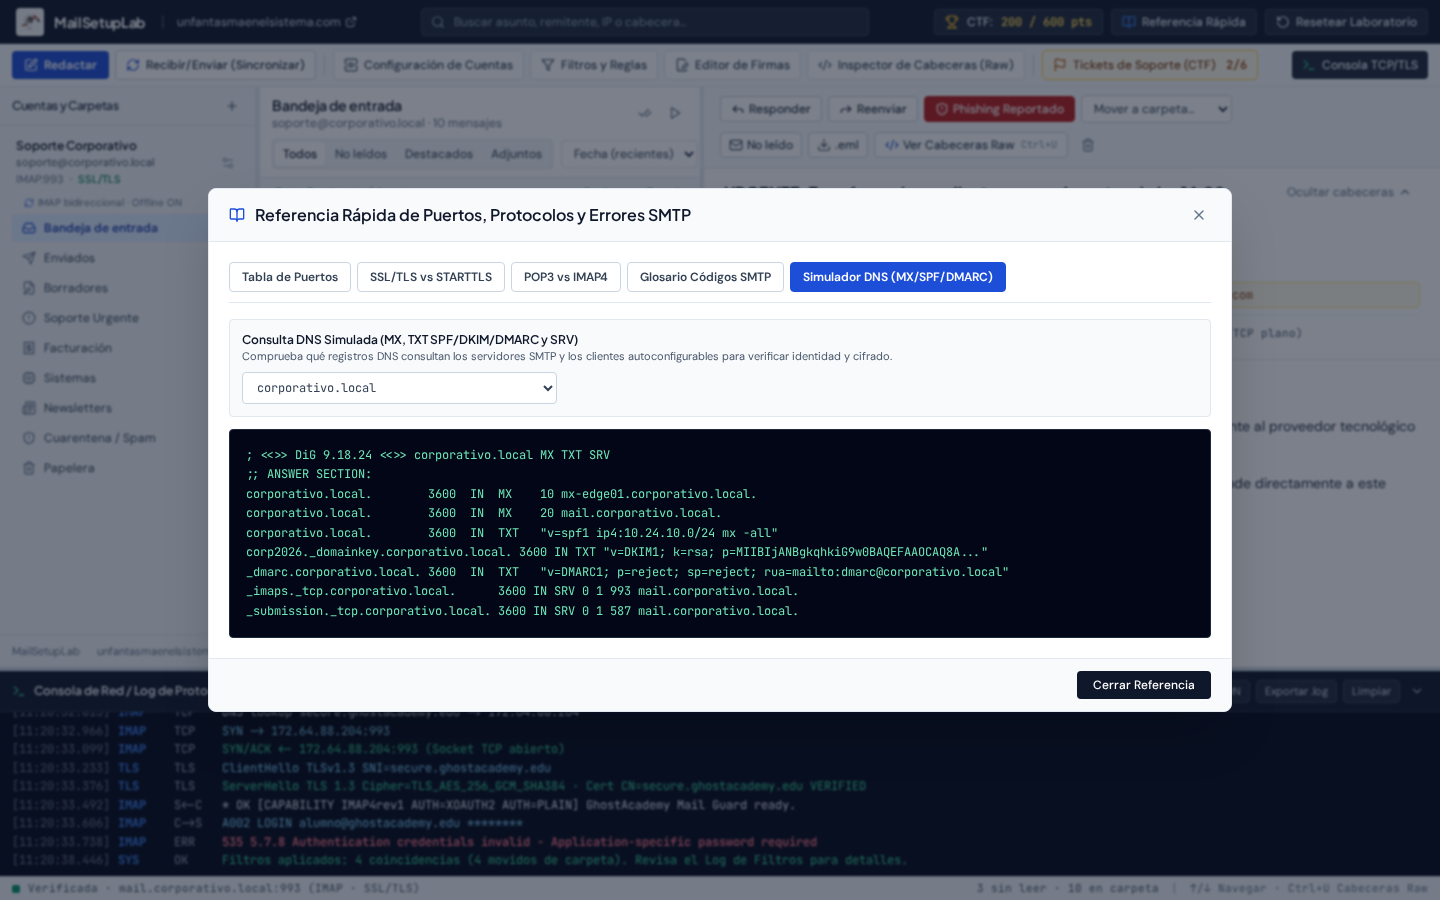 MailSetupLab
unfantasmaenelsistema.com
Buscar asunto, remitente, IP o cabecera...
CTF: 200 / 600 pts
Referencia Rápida
Resetear Laboratorio
Redactar
Recibir/Enviar (Sincronizar)
Configuración de Cuentas
Filtros y Reglas
Editor de Firmas
Inspector de Cabeceras (Raw)
Tickets de Soporte (CTF) 2/6
Consola TCP/TLS
Cuentas y Carpetas
Soporte Corporativo
soporte@corporativo.local
IMAP:993 · SSL/TLS
IMAP bidireccional · Offline ON
Bandeja de entrada
Enviados
Borradores
Soporte Urgente
Facturación
Sistemas
Newsletters
Cuarentena / Spam
Papelera
MailSetupLab
Bandeja de entrada
soporte@corporativo.local · 10 mensajes
Todos
No leídos
Destacados
Adjuntos
Fecha (recientes)
Responder
Reenviar
Phishing Reportado
Mover a carpeta...
No leído
.eml
Ver Cabeceras Raw Ctrl+U
Ocultar cabeceras
com
TCP plano)
nte al proveedor tecnológico
de directamente a este
Referencia Rápida de Puertos, Protocolos y Errores SMTP
Tabla de Puertos
SSL/TLS vs STARTTLS
POP3 vs IMAP4
Glosario Códigos SMTP
Simulador DNS (MX/SPF/DMARC)
Consulta DNS Simulada (MX, TXT SPF/DKIM/DMARC y SRV)
Comprueba qué registros DNS consultan los servidores SMTP y los clientes autoconfigurables para verificar identidad y cifrado.
corporativo.local
; <<>> DiG 9.18.24 <<>> corporativo.local MX TXT SRV
;; ANSWER SECTION:
corporativo.local. 3600 IN MX 10 mx-edge01.corporativo.local.
corporativo.local. 3600 IN MX 20 mail.corporativo.local.
corporativo.local. 3600 IN TXT "v=spf1 ip4:10.24.10.0/24 mx -all"
corp2026._domainkey.corporativo.local. 3600 IN TXT "v=DKIM1; k=rsa; p=MIIBIjANBgkqhkiG9w0BAQEFAAOCAQ8A..."
_dmarc.corporativo.local. 3600 IN TXT "v=DMARC1; p=reject; sp=reject; rua=mailto:dmarc@corporativo.local"
_imaps._tcp.corporativo.local. 3600 IN SRV 0 1 993 mail.corporativo.local.
_submission._tcp.corporativo.local. 3600 IN SRV 0 1 587 mail.corporativo.local.
Cerrar Referencia
Consola de Red / Log de Proto
Exportar .log
Limpiar
[11:20:32.966] IMAP TCP SYN → 172.64.88.204:993
[11:20:33.099] IMAP TCP SYN/ACK ← 172.64.88.204:993 (Socket TCP abierto)
[11:20:33.233] TLS TLS ClientHello TLSv1.3 SNI=secure.ghostacademy.edu
[11:20:33.376] TLS TLS ServerHello TLS 1.3 Cipher=TLS_AES_256_GCM_SHA384 - Cert CN=secure.ghostacademy.edu VERIFIED
[11:20:33.492] IMAP S←C * OK [CAPABILITY IMAP4rev1 AUTH=XOAUTH2 AUTH=PLAIN] GhostAcademy Mail Guard ready.
[11:20:33.606] IMAP C→S A002 LOGIN alumno@ghostacademy.edu ********
[11:20:33.738] IMAP ERR 535 5.7.8 Authentication credentials invalid - Application-specific password required
[11:20:38.446] SYS OK Filtros aplicados: 4 coincidencias (4 movidos de carpeta). Revisa el Log de Filtros para detalles.
Verificada · mail.corporativo.local:993 (IMAP · SSL/TLS)
3 sin leer · 10 en carpeta | ↑/↓ Navegar · Ctrl+U Cabeceras Raw